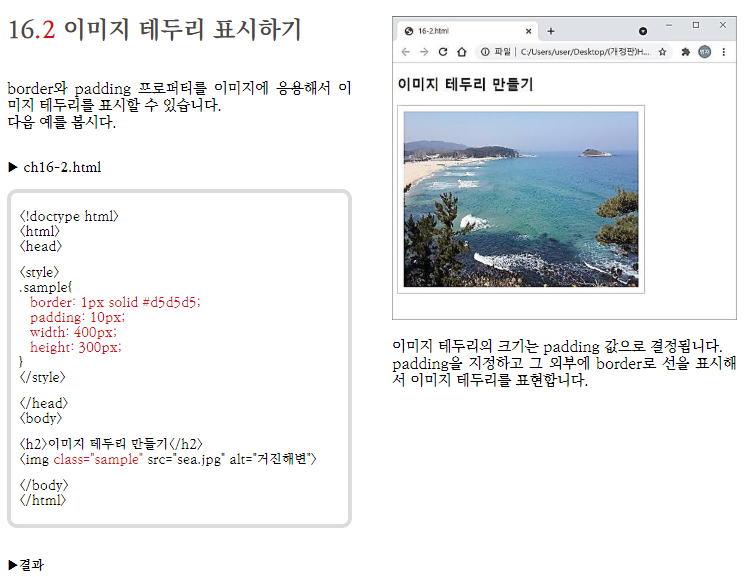 16.2 이미지 테두리 표시하기
border와 padding 프로퍼티를 이미지에 응용해서 이
미지 테두리를 표시할 수 있습니다.
다음 예를 봅시다.
▶ ch16-2.html
<!doctype html>
<html>
<head>
<style>
.sample{
border: 1px solid #d5d5d5;
padding: 10px;
width: 400px;
height: 300px;
}
</style>
</head>
<body>
<h2>이미지 테두리 만들기</h2>
<img class="sample" src="sea.jpg" alt="거진해변">
</body>
</html>
▶결과
16-2.html
파일 | C:/Users/user/Desktop/(개정판)H...
이미지 테두리 만들기
이미지 테두리의 크기는 padding 값으로 결정됩니다.
padding을 지정하고 그 외부에 border로 선을 표시해
서 이미지 테두리를 표현합니다.